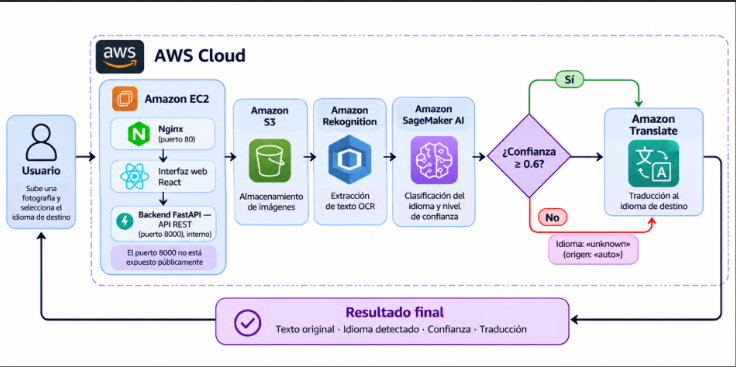 aws
AWS Cloud
Usuario
Sube una
fotografía y
selecciona el
idioma de destino
Amazon EC2
N
Nginx
(puerto 80)
Interfaz web
React
Backend FastAPI —
API REST
(puerto 8000), interno)
El puerto 8000 no está
expuesto públicamente
Amazon
S3
Almacenamiento
de imágenes
Amazon
Rekognition
Extracción
de texto OCR
Amazon
SageMaker AI
Clasificación del
idioma y nivel
de confianza
¿Confianza
≥ 0.6?
Sí
No
Idioma: «unknown»
(origen: «auto»)
Amazon
Translate
文
A
Traducción al
idioma de destino
Resultado final
Texto original · Idioma detectado · Confianza · Traducción